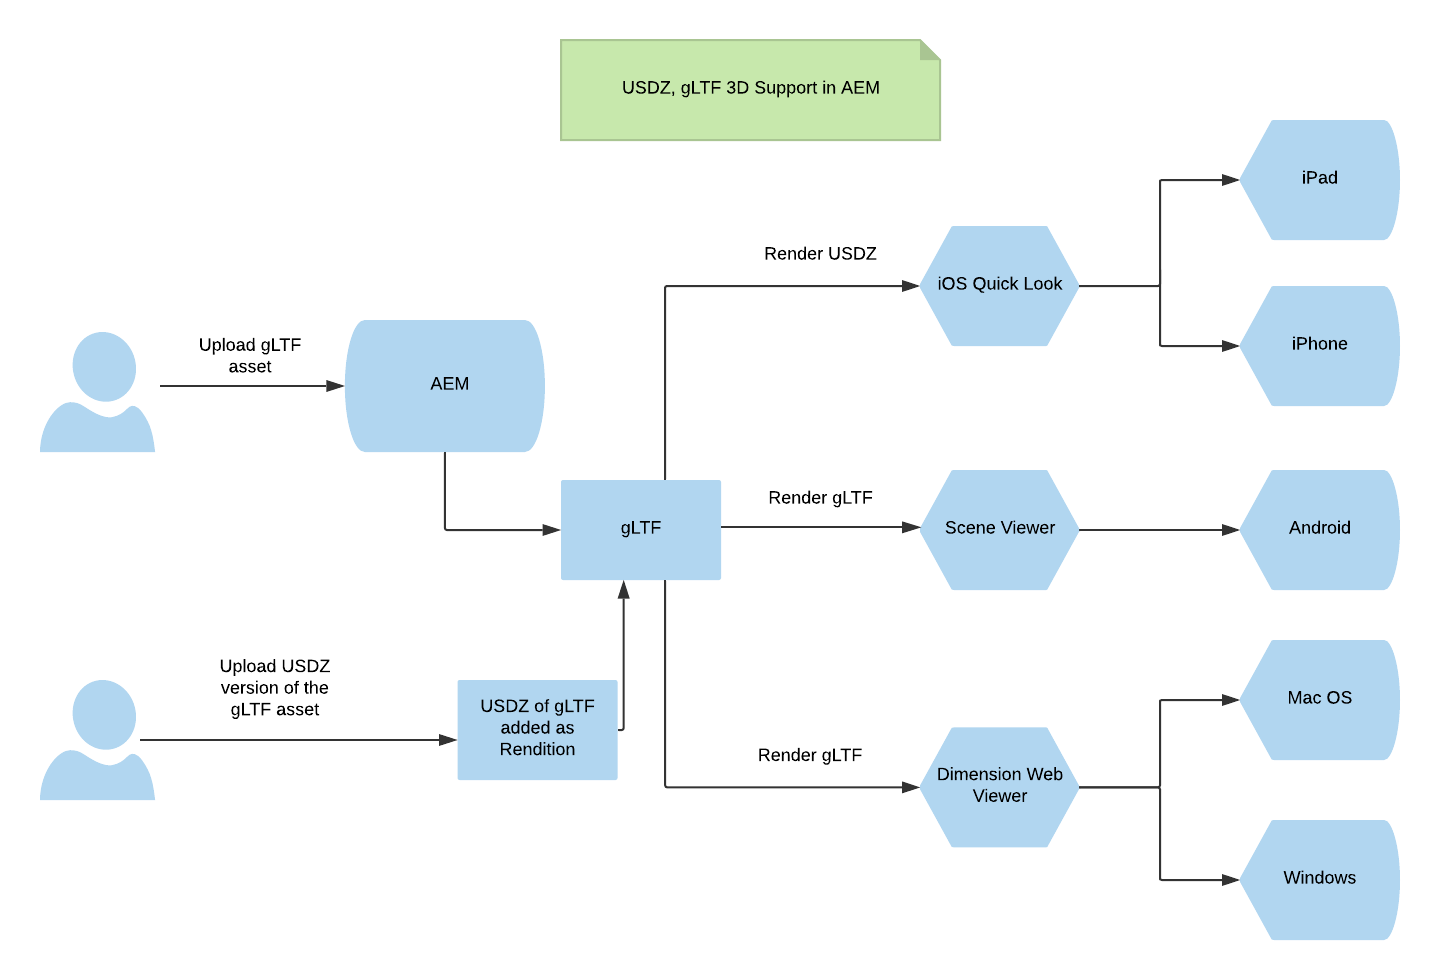 USDZ, gLTF 3D Support in AEM
iPad
Render USDZ
iOS Quick Look
iPhone
Upload gLTF
asset
AEM
Render gLTF
gLTF
Scene Viewer
Android
Upload USDZ
version of the
gLTF asset
USDZ of gLTF
added as
Rendition
Mac OS
Render gLTF
Dimension Web
Viewer
Windows